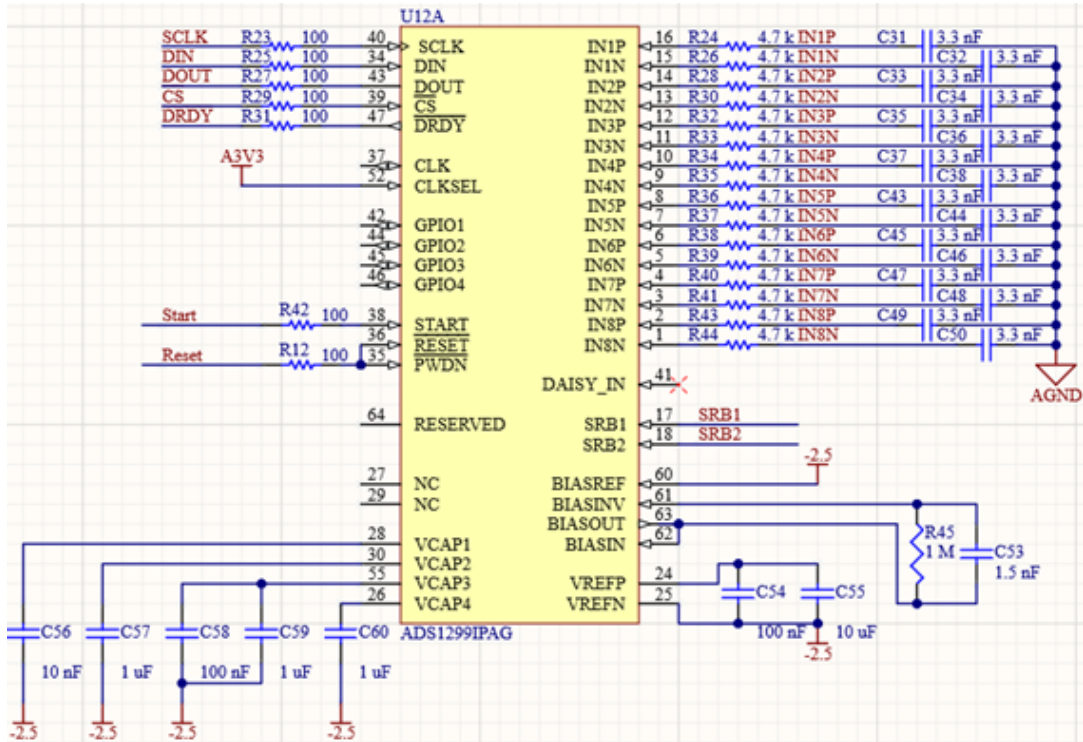 U12A
SCLK R23 100 40 SCLK
DIN R25 100 34 DIN
DOUT R27 100 43 DOUT
CS R29 100 39 CS
DRDY R31 100 47 DRDY
A3V3
37 CLK
52 CLKSEL
42 GPIO1
44 GPIO2
45 GPIO3
46 GPIO4
Start R42 100 38 START
36 RESET
Reset R12 100 35 PWDN
64 RESERVED
27 NC
29 NC
28 VCAP1
30 VCAP2
55 VCAP3
26 VCAP4
IN1P 16 R24 4.7 k IN1P C31 3.3 nF
IN1N 15 R26 4.7 k IN1N C32 3.3 nF
IN2P 14 R28 4.7 k IN2P C33 3.3 nF
IN2N 13 R30 4.7 k IN2N C34 3.3 nF
IN3P 12 R32 4.7 k IN3P C35 3.3 nF
IN3N 11 R33 4.7 k IN3N C36 3.3 nF
IN4P 10 R34 4.7 k IN4P C37 3.3 nF
IN4N 9 R35 4.7 k IN4N C38 3.3 nF
IN5P 8 R36 4.7 k IN5P C43 3.3 nF
IN5N 7 R37 4.7 k IN5N C44 3.3 nF
IN6P 6 R38 4.7 k IN6P C45 3.3 nF
IN6N 5 R39 4.7 k IN6N C46 3.3 nF
IN7P 4 R40 4.7 k IN7P C47 3.3 nF
IN7N 3 R41 4.7 k IN7N C48 3.3 nF
IN8P 2 R43 4.7 k IN8P C49 3.3 nF
IN8N 1 R44 4.7 k IN8N C50 3.3 nF
AGND
DAISY_IN 41
SRB1 17 SRB1
SRB2 18 SRB2
-2.5
BIASREF 60
BIASINV 61
BIASOUT 63
BIASIN 62
R45
1 M
C53
1.5 nF
VREFP 24
VREFN 25
C54
100 nF
C55
10 uF
-2.5
ADS1299IPAG
C56
10 nF
C57
1 uF
C58
100 nF
C59
1 uF
C60
1 uF
-2.5
-2.5
-2.5
-2.5